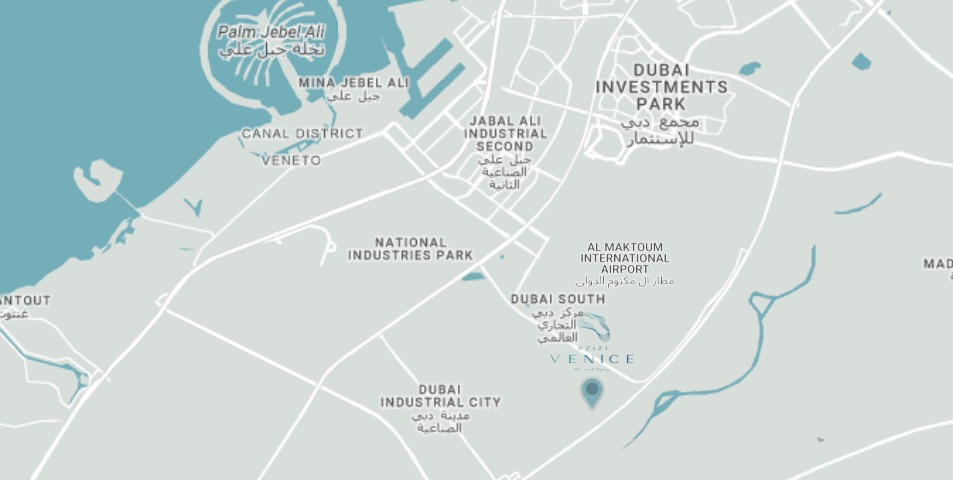 Palm Jebel Ali
نخلة جبل علي
MINA JEBEL ALI
جبل علي
CANAL DISTRICT
VENETO
JABAL ALI
INDUSTRIAL
SECOND
جبل علي
الصناعية
الثانية
DUBAI
INVESTMENTS
PARK
مجمع دبي
للإستثمار
NATIONAL
INDUSTRIES PARK
AL MAKTOUM
INTERNATIONAL
AIRPORT
مطار آل مكتوم الدولي
MAD
ANTOUT
غنتوت
DUBAI SOUTH
مركز دبي
التجاري
العالمي
AZIZI
VENICE
DUBAI
INDUSTRIAL CITY
مدينة دبي
الصناعية